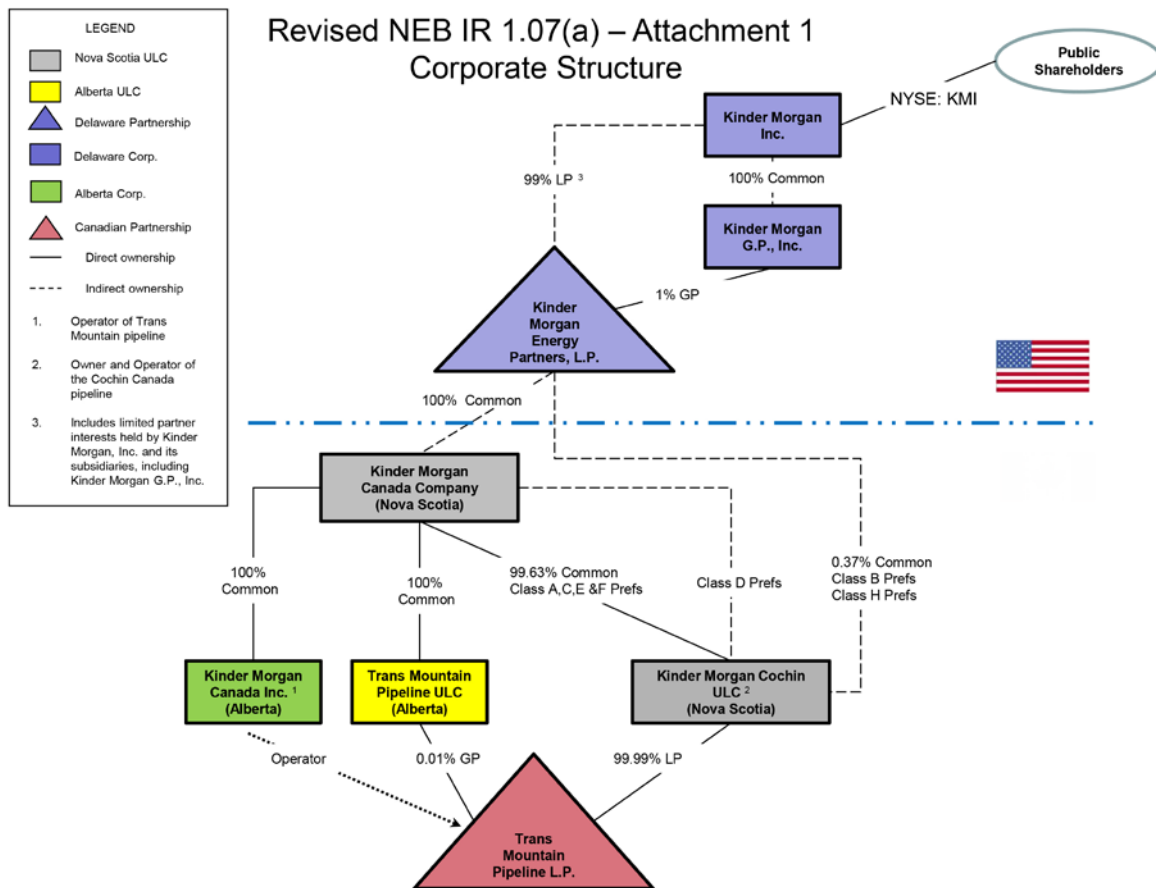 Revised NEB IR 1.07(a) – Attachment 1
Corporate Structure
LEGEND
Nova Scotia ULC
Alberta ULC
Delaware Partnership
Delaware Corp.
Alberta Corp.
Canadian Partnership
Direct ownership
Indirect ownership
1. Operator of Trans
Mountain pipeline
2. Owner and Operator of
the Cochin Canada
pipeline
3. Includes limited partner
interests held by Kinder
Morgan, Inc. and its
subsidiaries, including
Kinder Morgan G.P., Inc.
Public
Shareholders
NYSE: KMI
Kinder Morgan
Inc.
99% LP ³
100% Common
Kinder Morgan
G.P., Inc.
1% GP
Kinder
Morgan
Energy
Partners, L.P.
100% Common
Kinder Morgan
Canada Company
(Nova Scotia)
100%
Common
100%
Common
99.63% Common
Class A,C,E &F Prefs
Class D Prefs
0.37% Common
Class B Prefs
Class H Prefs
Kinder Morgan
Canada Inc. ¹
(Alberta)
Trans Mountain
Pipeline ULC
(Alberta)
Kinder Morgan Cochin
ULC ²
(Nova Scotia)
Operator
0.01% GP
99.99% LP
Trans
Mountain
Pipeline L.P.